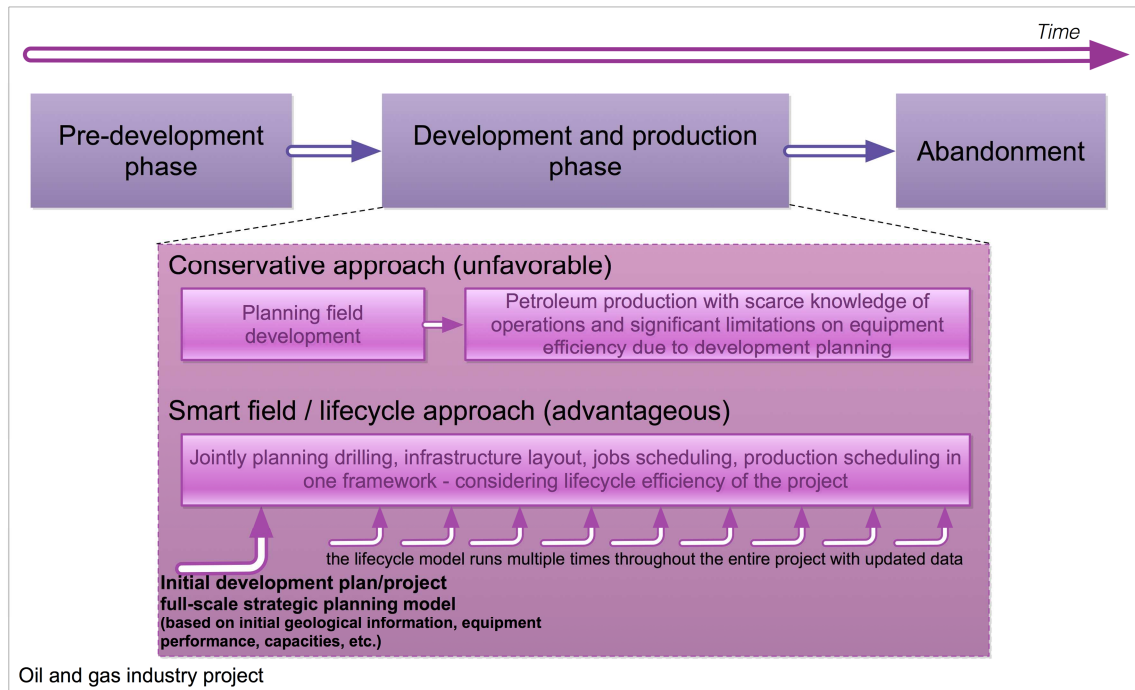 Time
Pre-development
phase
Development and production
phase
Abandonment
Conservative approach (unfavorable)
Planning field
development
Petroleum production with scarce knowledge of
operations and significant limitations on equipment
efficiency due to development planning
Smart field / lifecycle approach (advantageous)
Jointly planning drilling, infrastructure layout, jobs scheduling, production scheduling in
one framework - considering lifecycle efficiency of the project
the lifecycle model runs multiple times throughout the entire project with updated data
Initial development plan/project
full-scale strategic planning model
(based on initial geological information, equipment
performance, capacities, etc.)
Oil and gas industry project